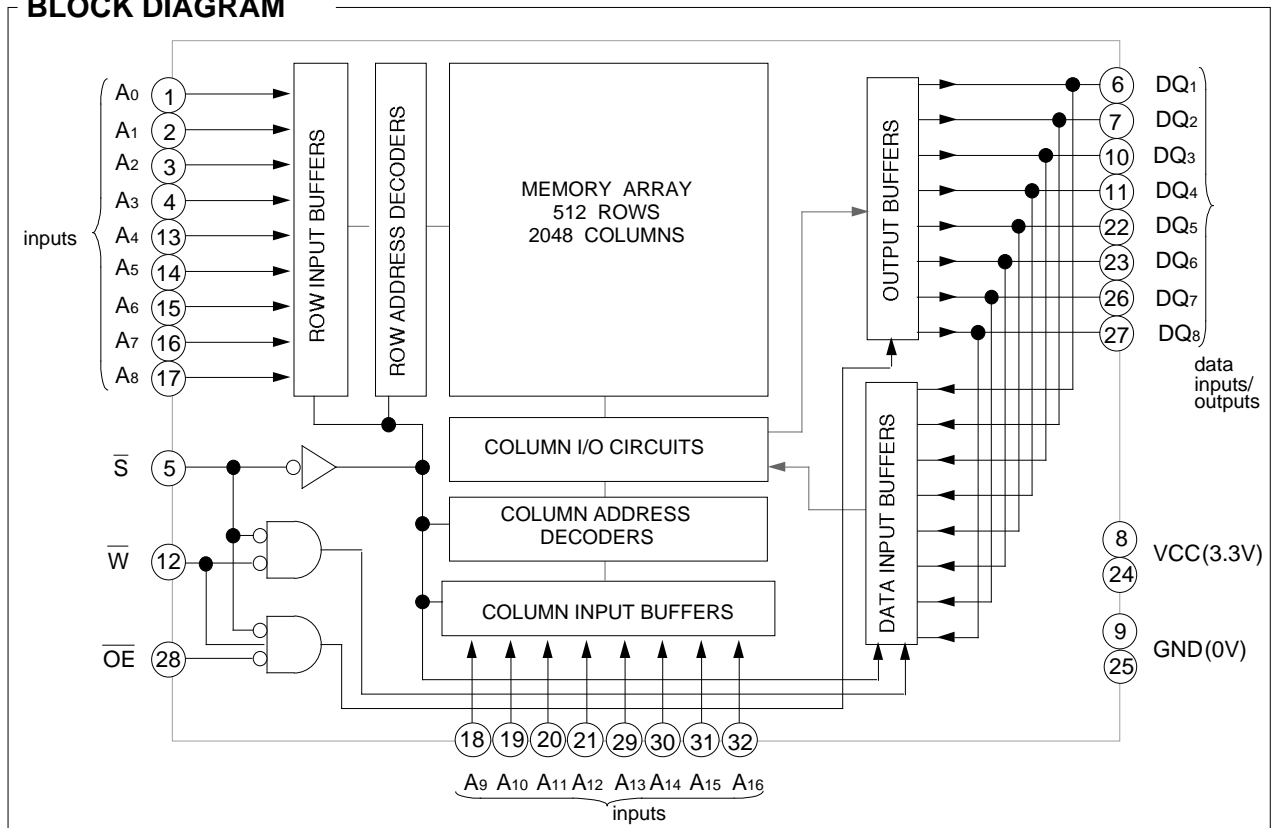 BLOCK DIAGRAM
inputs
A0 1
A1 2
A2 3
A3 4
A4 13
A5 14
A6 15
A7 16
A8 17
S̅ 5
W̅ 12
O̅E̅ 28
ROW INPUT BUFFERS
ROW ADDRESS DECODERS
MEMORY ARRAY
512 ROWS
2048 COLUMNS
COLUMN I/O CIRCUITS
COLUMN ADDRESS
DECODERS
COLUMN INPUT BUFFERS
OUTPUT BUFFERS
DATA INPUT BUFFERS
6 DQ1
7 DQ2
10 DQ3
11 DQ4
22 DQ5
23 DQ6
26 DQ7
27 DQ8
data
inputs/
outputs
8
24
VCC(3.3V)
9
25
GND(0V)
18 19 20 21 29 30 31 32
A9 A10 A11 A12 A13 A14 A15 A16
inputs